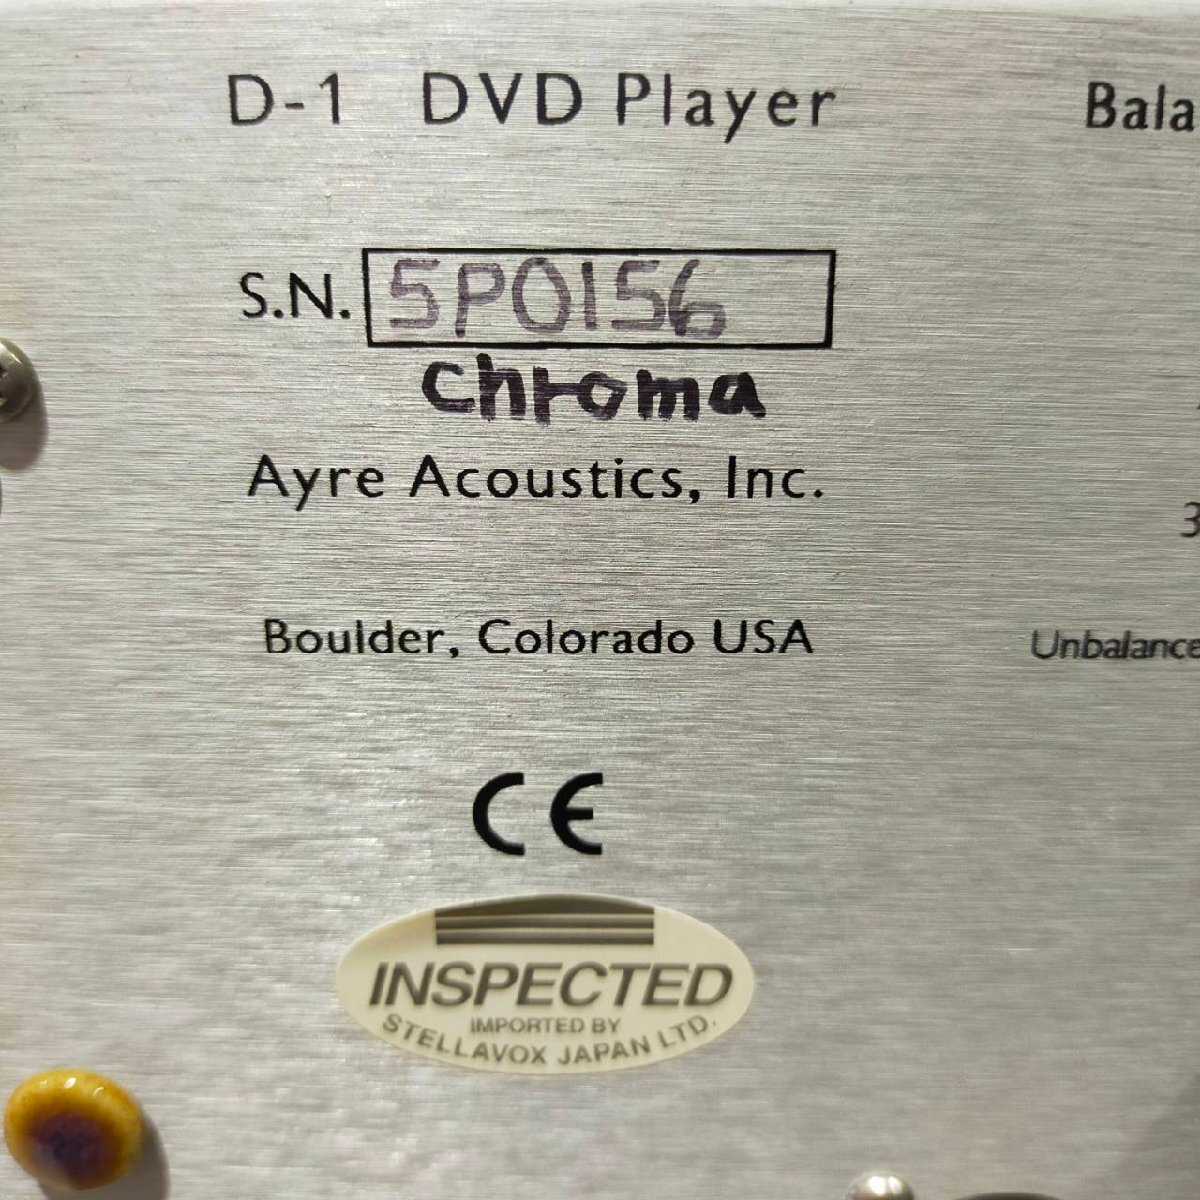 D-1 DVD Player
Bala
S.N. 5P0156
chroma
Ayre Acoustics, Inc.
3
Boulder, Colorado USA
Unbalance
CE
INSPECTED
IMPORTED BY
STELLAVOX JAPAN LTD.